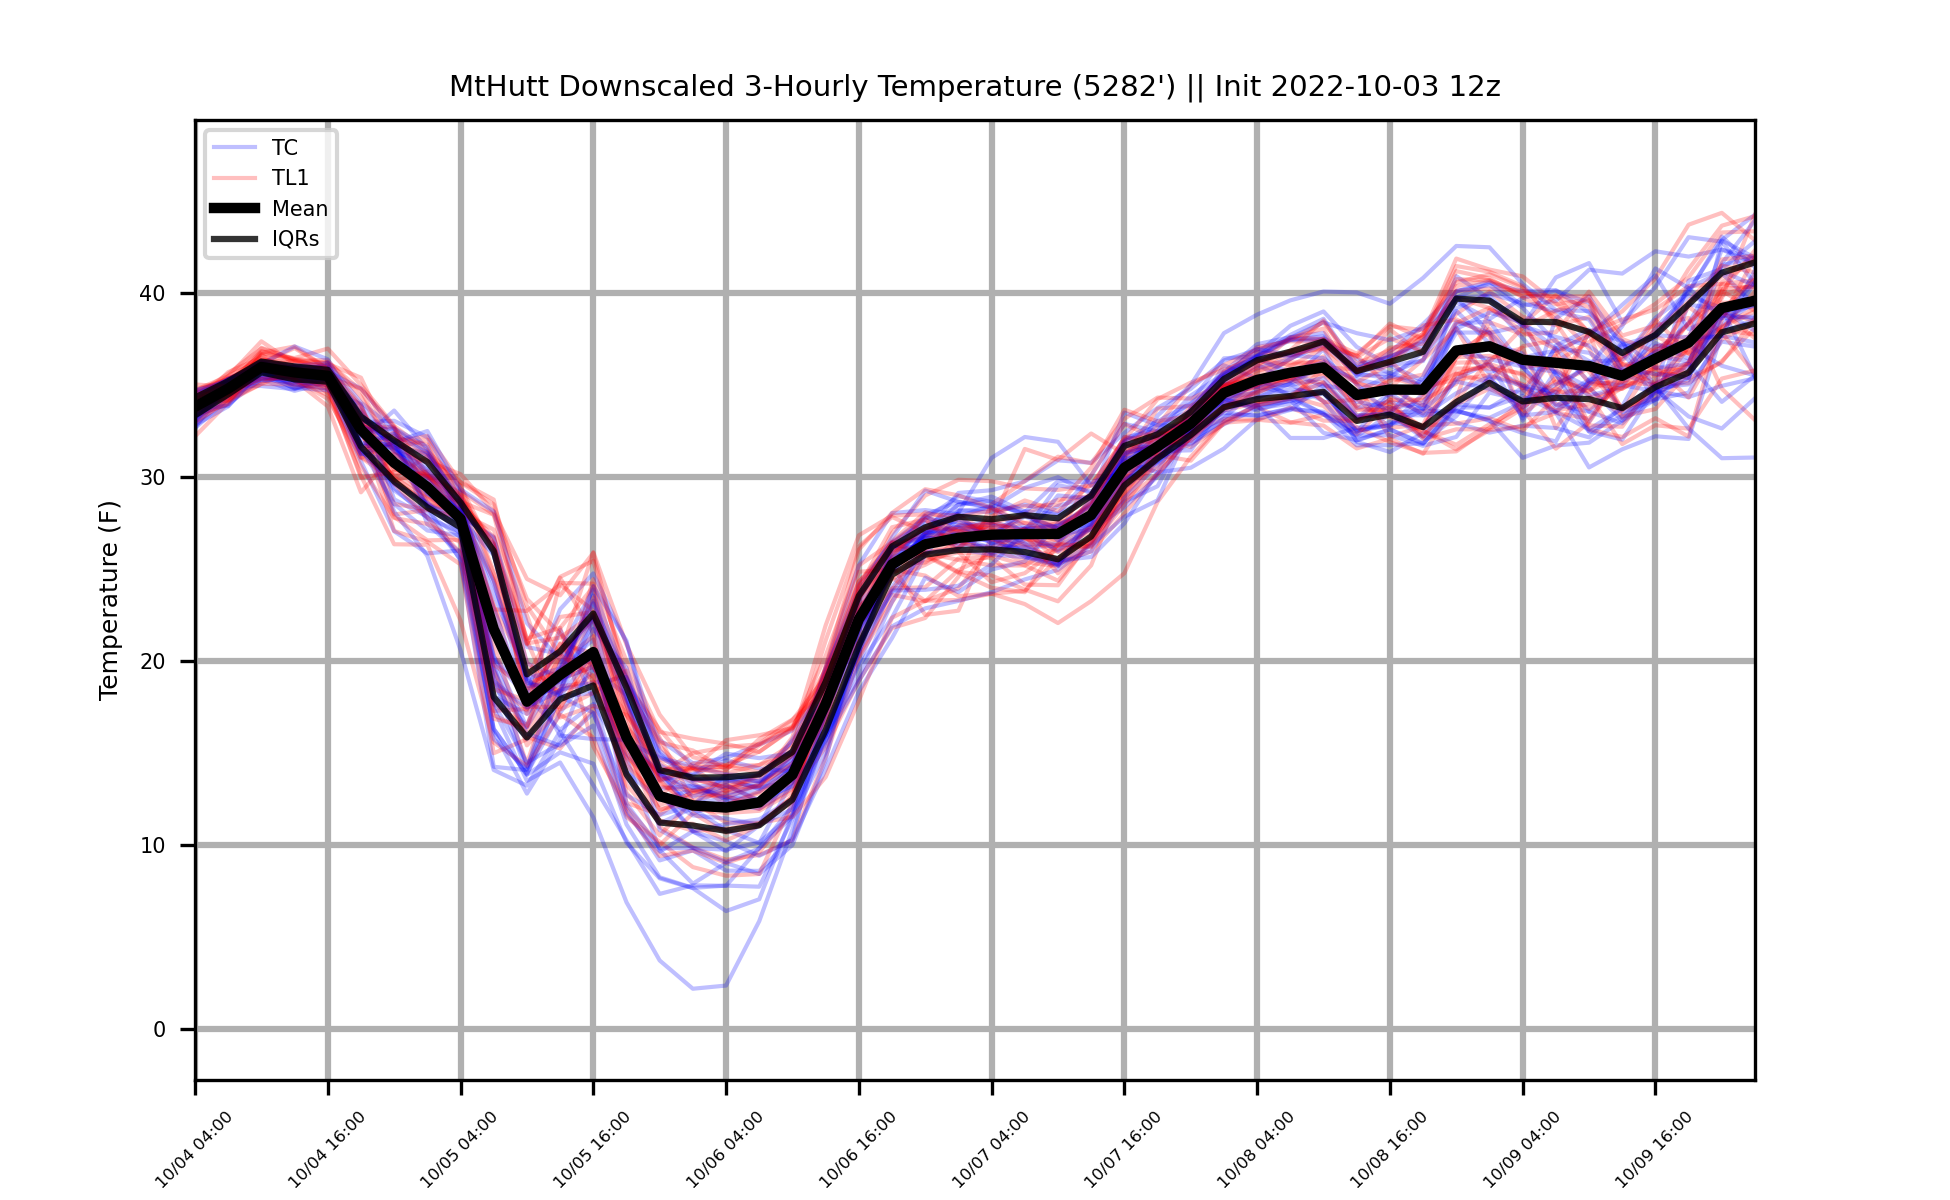 MtHutt Downscaled 3-Hourly Temperature (5282') || Init 2022-10-03 12z
TC
TL1
Mean
IQRs
Temperature (F)
40
30
20
10
0
10/04 04:00
10/04 16:00
10/05 04:00
10/05 16:00
10/06 04:00
10/06 16:00
10/07 04:00
10/07 16:00
10/08 04:00
10/08 16:00
10/09 04:00
10/09 16:00